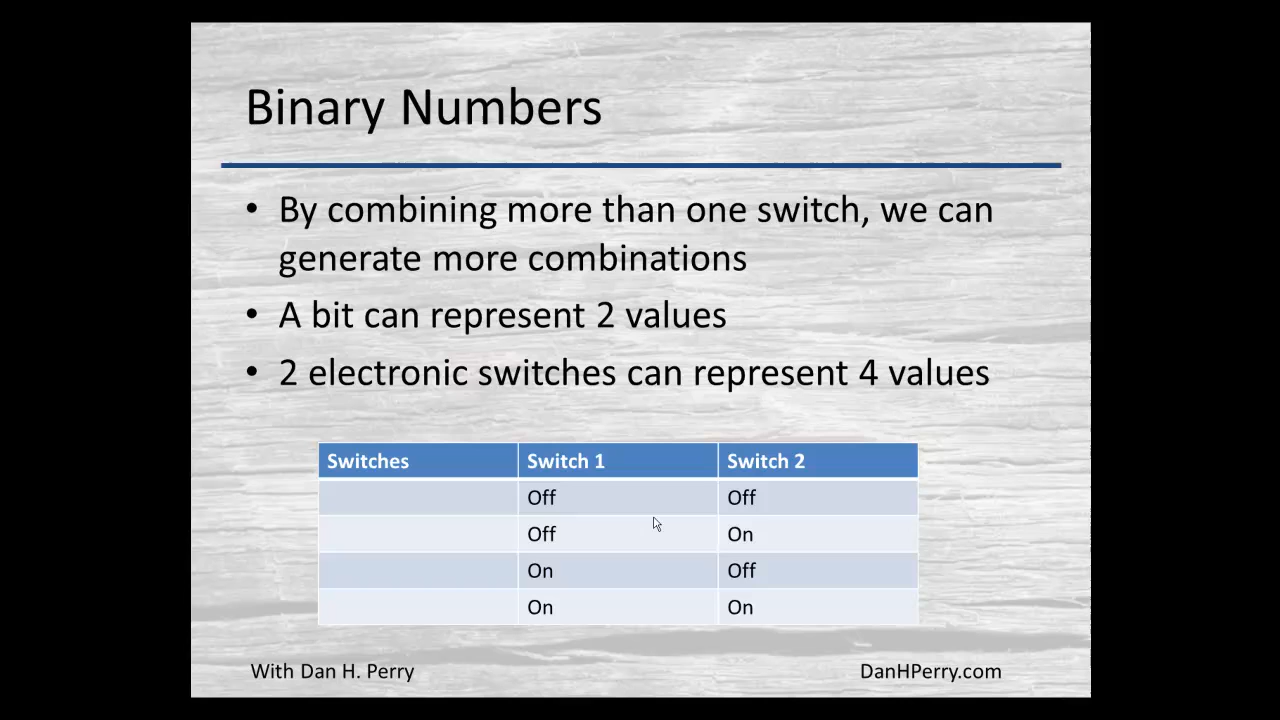 Binary Numbers
• By combining more than one switch, we can
generate more combinations
• A bit can represent 2 values
• 2 electronic switches can represent 4 values
Switches Switch 1 Switch 2
Off Off
Off On
On Off
On On
With Dan H. Perry DanHPerry.com